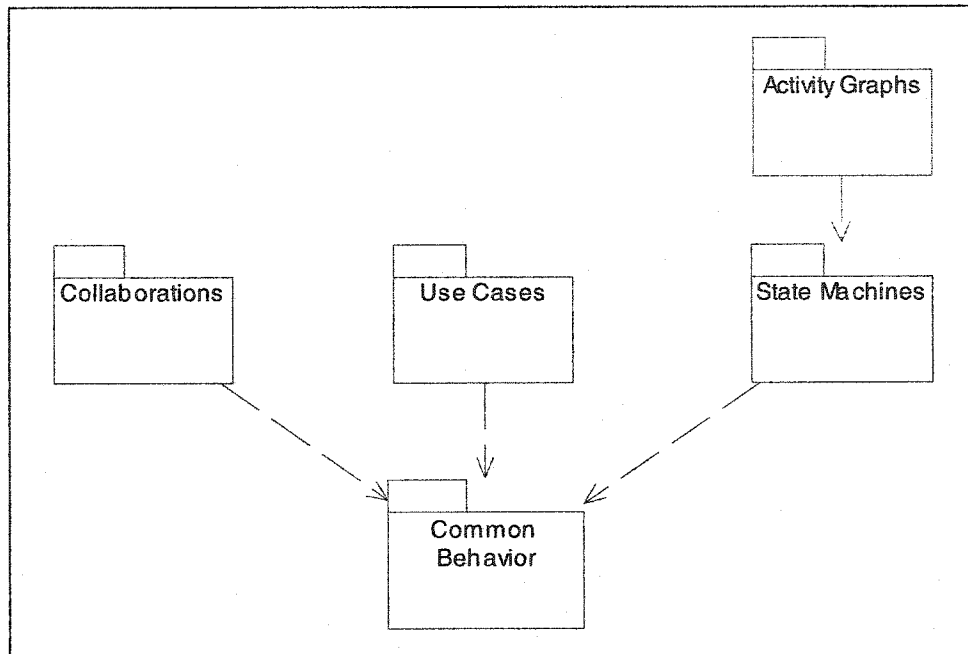 Activity Graphs
Collaborations
Use Cases
State Machines
Common
Behavior